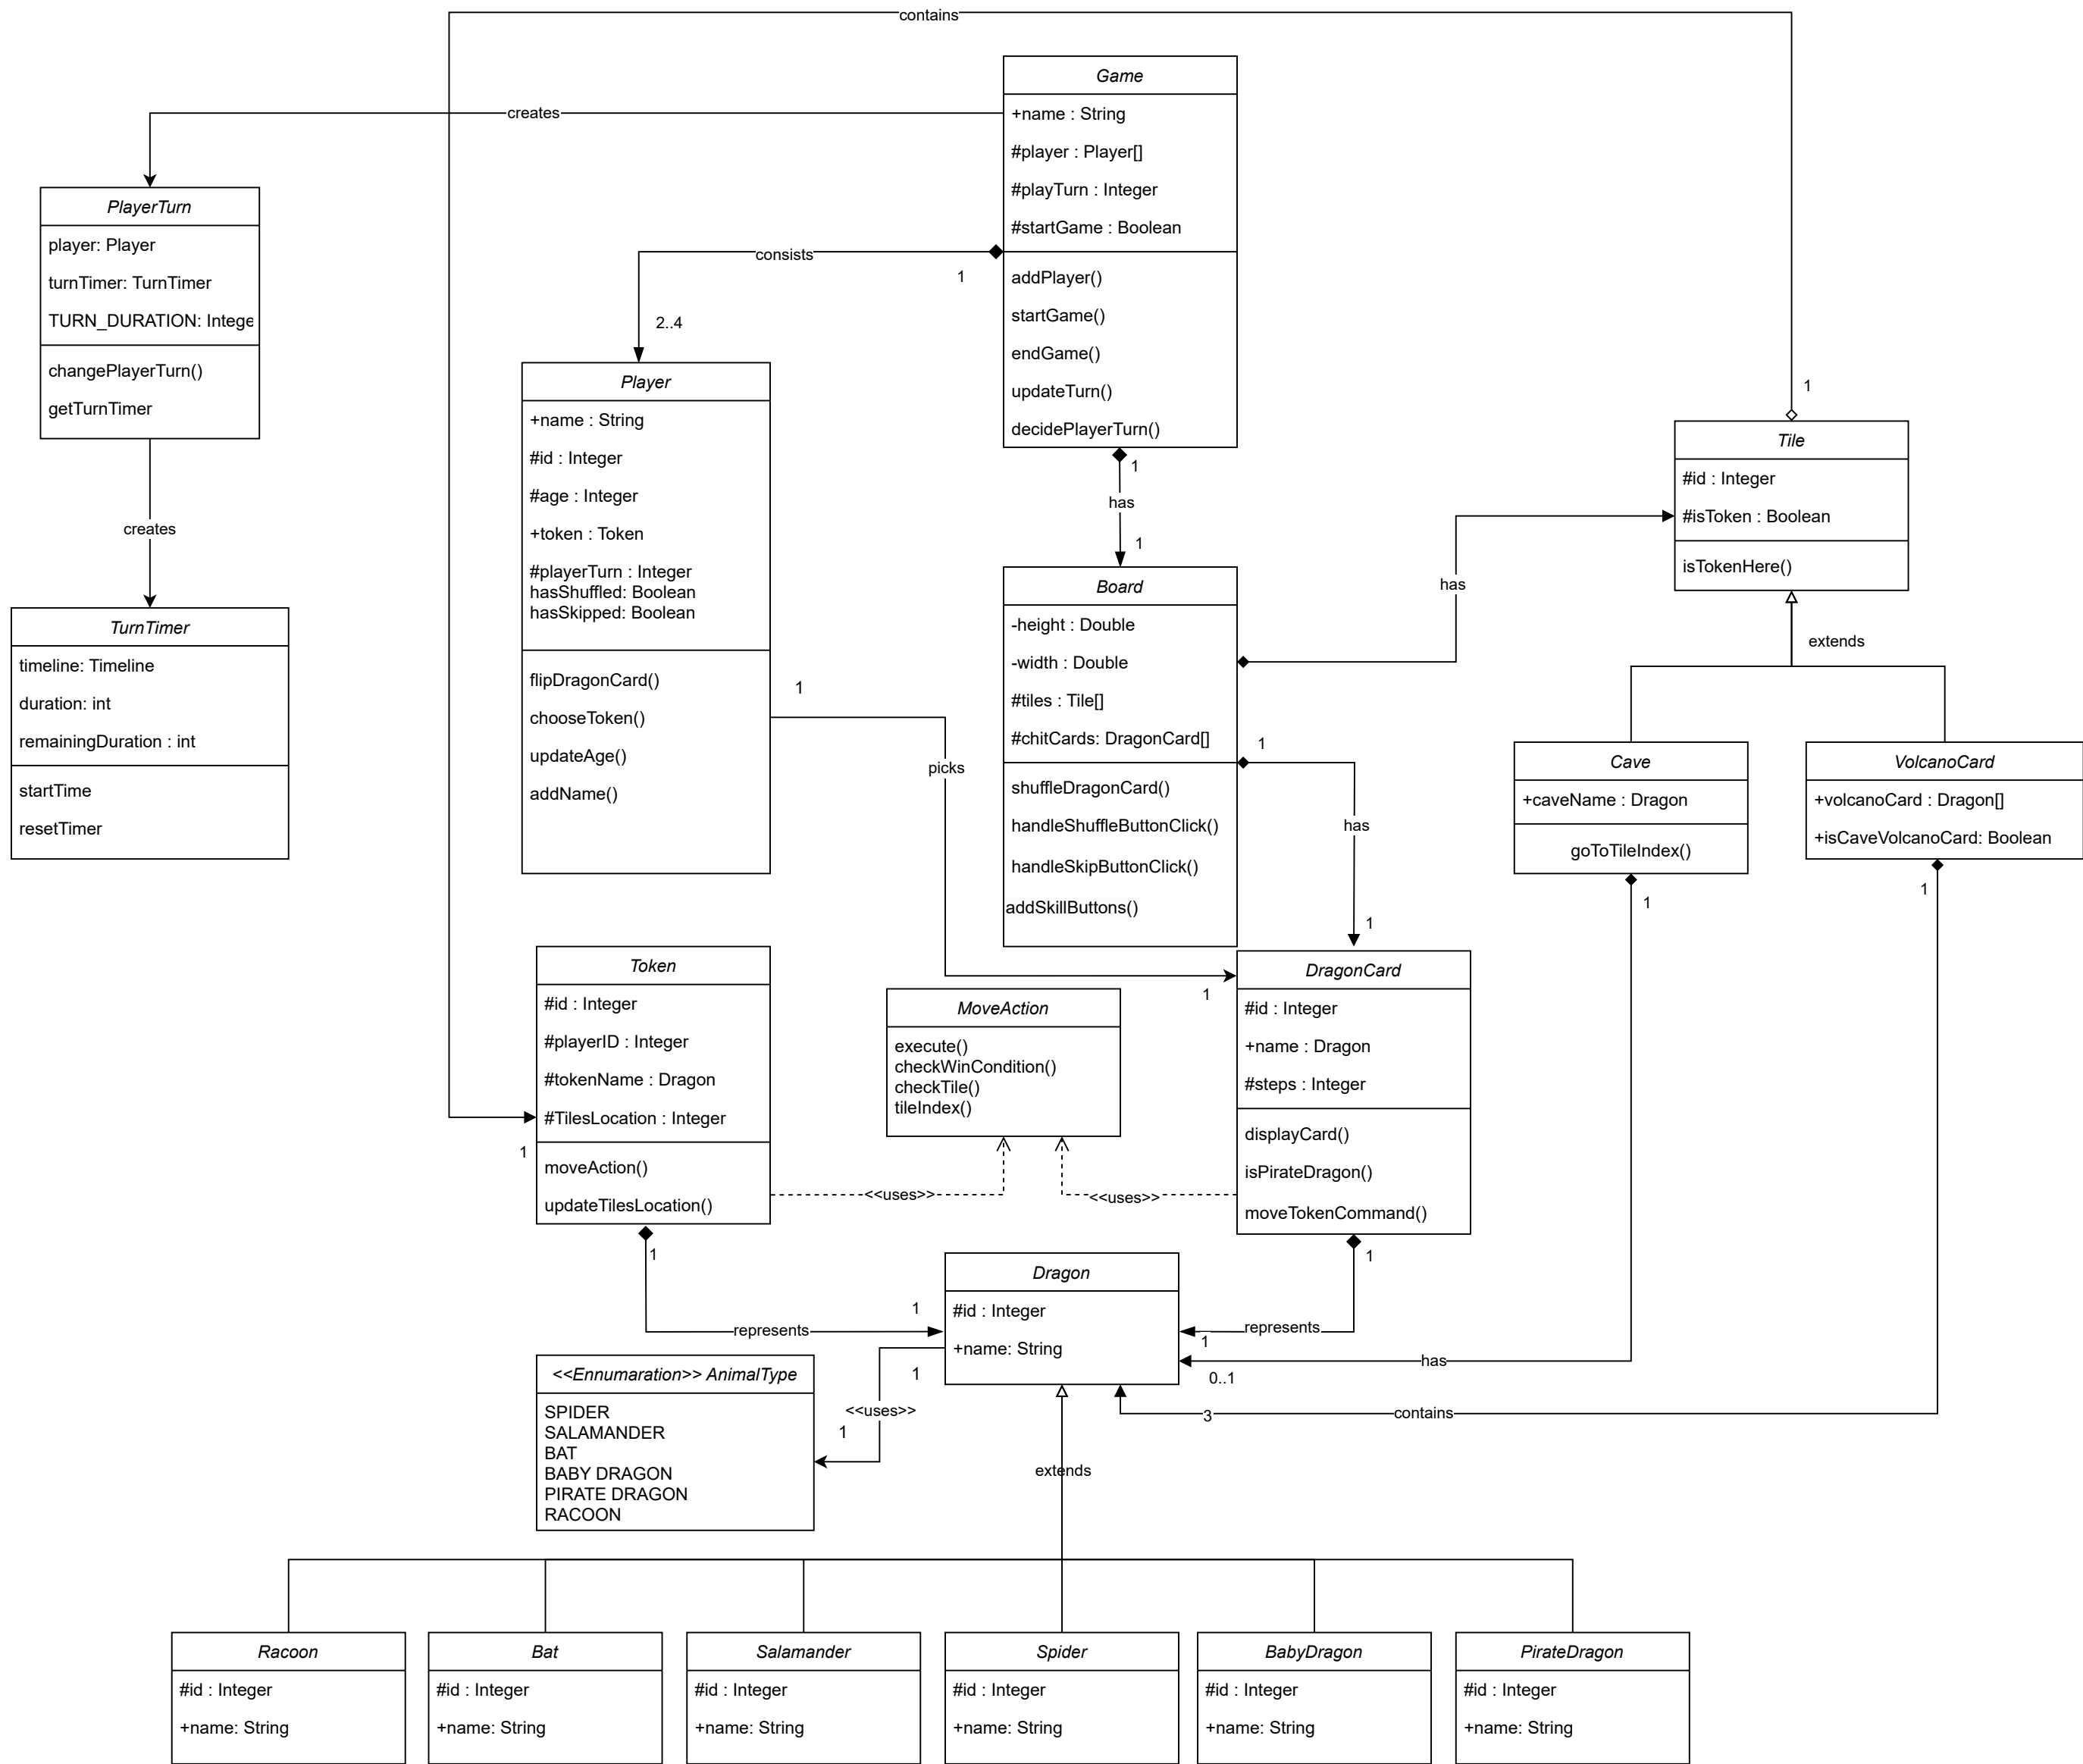 contains
Game
+name : String
#player : Player[]
#playTurn : Integer
#startGame : Boolean
addPlayer()
startGame()
endGame()
updateTurn()
decidePlayerTurn()
creates
PlayerTurn
player: Player
turnTimer: TurnTimer
TURN_DURATION: Intege
changePlayerTurn()
getTurnTimer
creates
TurnTimer
timeline: Timeline
duration: int
remainingDuration : int
startTime
resetTimer
consists
1
2..4
Player
+name : String
#id : Integer
#age : Integer
+token : Token
#playerTurn : Integer
hasShuffled: Boolean
hasSkipped: Boolean
flipDragonCard()
chooseToken()
updateAge()
addName()
1
picks
1
1
has
1
Board
-height : Double
-width : Double
#tiles : Tile[]
#chitCards: DragonCard[]
shuffleDragonCard()
handleShuffleButtonClick()
handleSkipButtonClick()
addSkillButtons()
has
1
has
1
1
Tile
#id : Integer
#isToken : Boolean
isTokenHere()
extends
Cave
+caveName : Dragon
goToTileIndex()
1
VolcanoCard
+volcanoCard : Dragon[]
+isCaveVolcanoCard: Boolean
1
Token
#id : Integer
#playerID : Integer
#tokenName : Dragon
#TilesLocation : Integer
moveAction()
updateTilesLocation()
1
1
MoveAction
execute()
checkWinCondition()
checkTile()
tileIndex()
<<uses>>
<<uses>>
DragonCard
#id : Integer
+name : Dragon
#steps : Integer
displayCard()
isPirateDragon()
moveTokenCommand()
1
represents
1
Dragon
#id : Integer
+name: String
represents
1
has
0..1
contains
3
1
<<uses>>
1
<<Ennumaration>> AnimalType
SPIDER
SALAMANDER
BAT
BABY DRAGON
PIRATE DRAGON
RACOON
extends
Racoon
#id : Integer
+name: String
Bat
#id : Integer
+name: String
Salamander
#id : Integer
+name: String
Spider
#id : Integer
+name: String
BabyDragon
#id : Integer
+name: String
PirateDragon
#id : Integer
+name: String